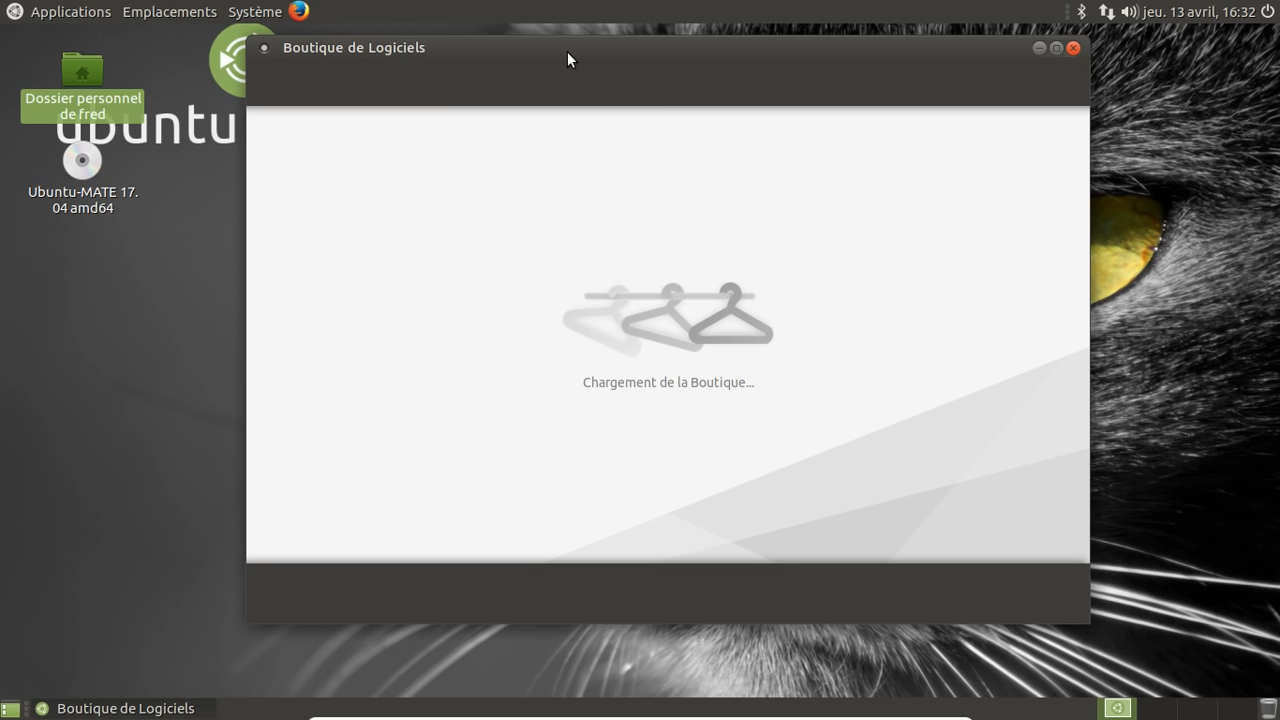 Applications Emplacements Système
jeu. 13 avril, 16:32
Boutique de Logiciels
Dossier personnel
de fred
ubuntu
Ubuntu-MATE 17.
04 amd64
Chargement de la Boutique...
Boutique de Logiciels